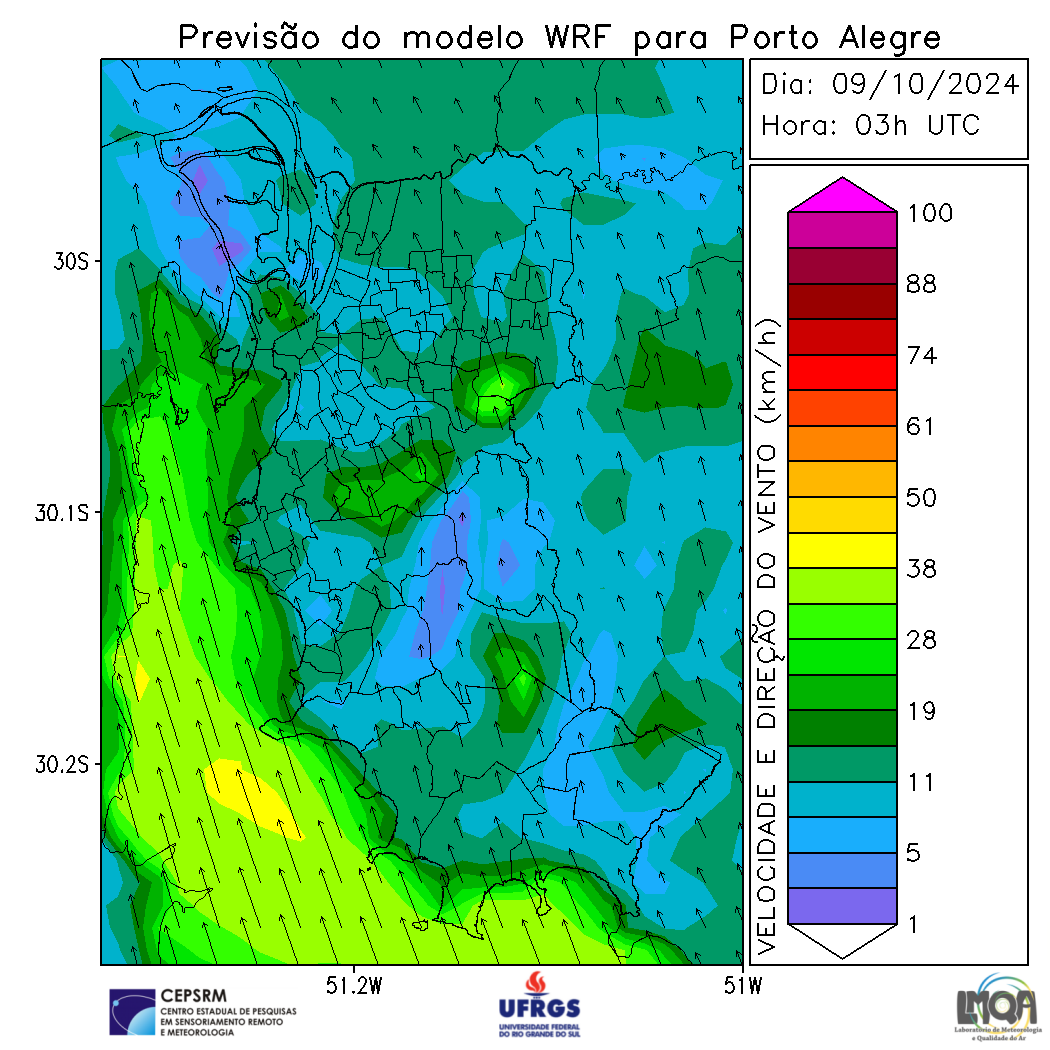 Previsão do modelo WRF para Porto Alegre
Dia: 09/10/2024
Hora: 03h UTC
30S
30.1S
30.2S
51.2W
51W
VELOCIDADE E DIREÇÃO DO VENTO (km/h)
100
88
74
61
50
38
28
19
11
5
1
CEPSRM
CENTRO ESTADUAL DE PESQUISAS
EM SENSORIAMENTO REMOTO
E METEOROLOGIA
UFRGS
UNIVERSIDADE FEDERAL
DO RIO GRANDE DO SUL
LMQA
Laboratório de Meteorologia
e Qualidade do Ar